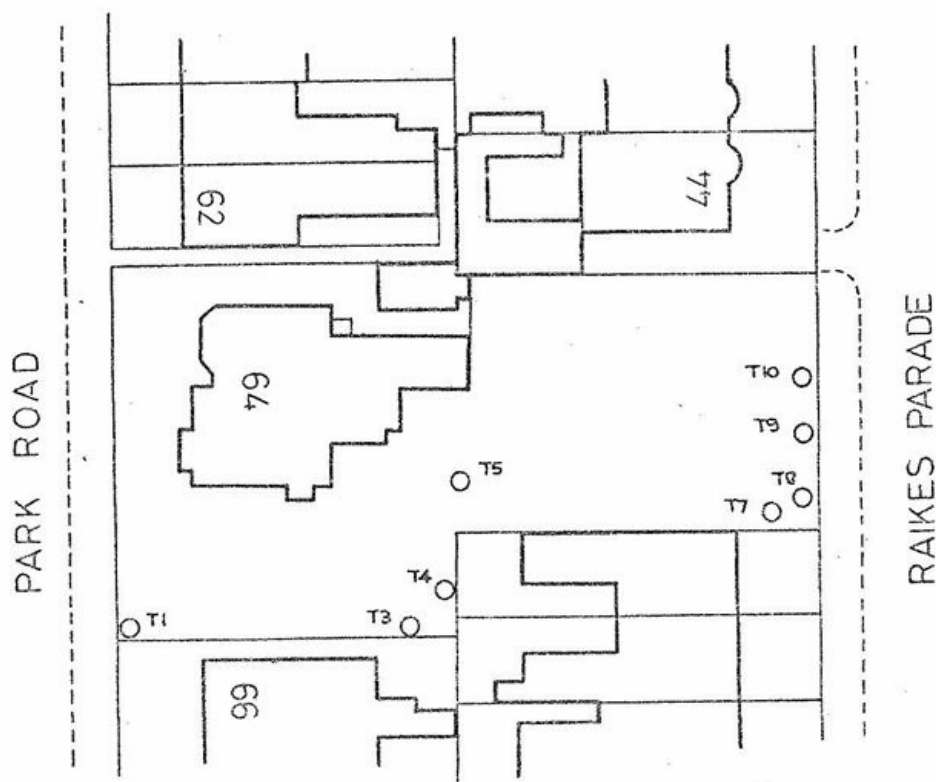 62
44
PARK ROAD
64
RAIKES PARADE
T10
T9
T8
T7
T5
T4
T3
T1
66